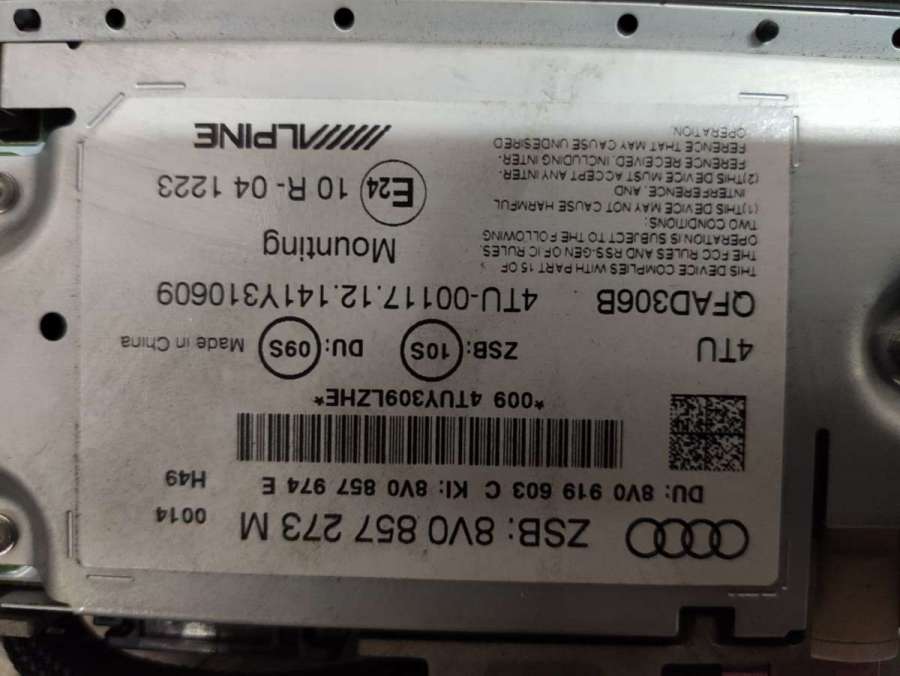 ZSB: 8V0 857 273 M
0014
DU: 8V0 919 603 C KI: 8V0 857 974 E
H49
*009 4TUY309LZHE*
4TU
ZSB: 10S DU: 09S Made in China
QFAD306B
4TU-00117.12.141Y310609
THIS DEVICE COMPLIES WITH PART 15 OF
THE FCC RULES AND RSS-GEN OF IC RULES.
OPERATION IS SUBJECT TO THE FOLLOWING
TWO CONDITIONS:
(1)THIS DEVICE MAY NOT CAUSE HARMFUL
INTERFERENCE, AND
(2)THIS DEVICE MUST ACCEPT ANY INTER.
FERENCE RECEIVED, INCLUDING INTER.
FERENCE THAT MAY CAUSE UNDESIRED
OPERATION.
Mounting
E24 10 R- 04 1223
ALPINE